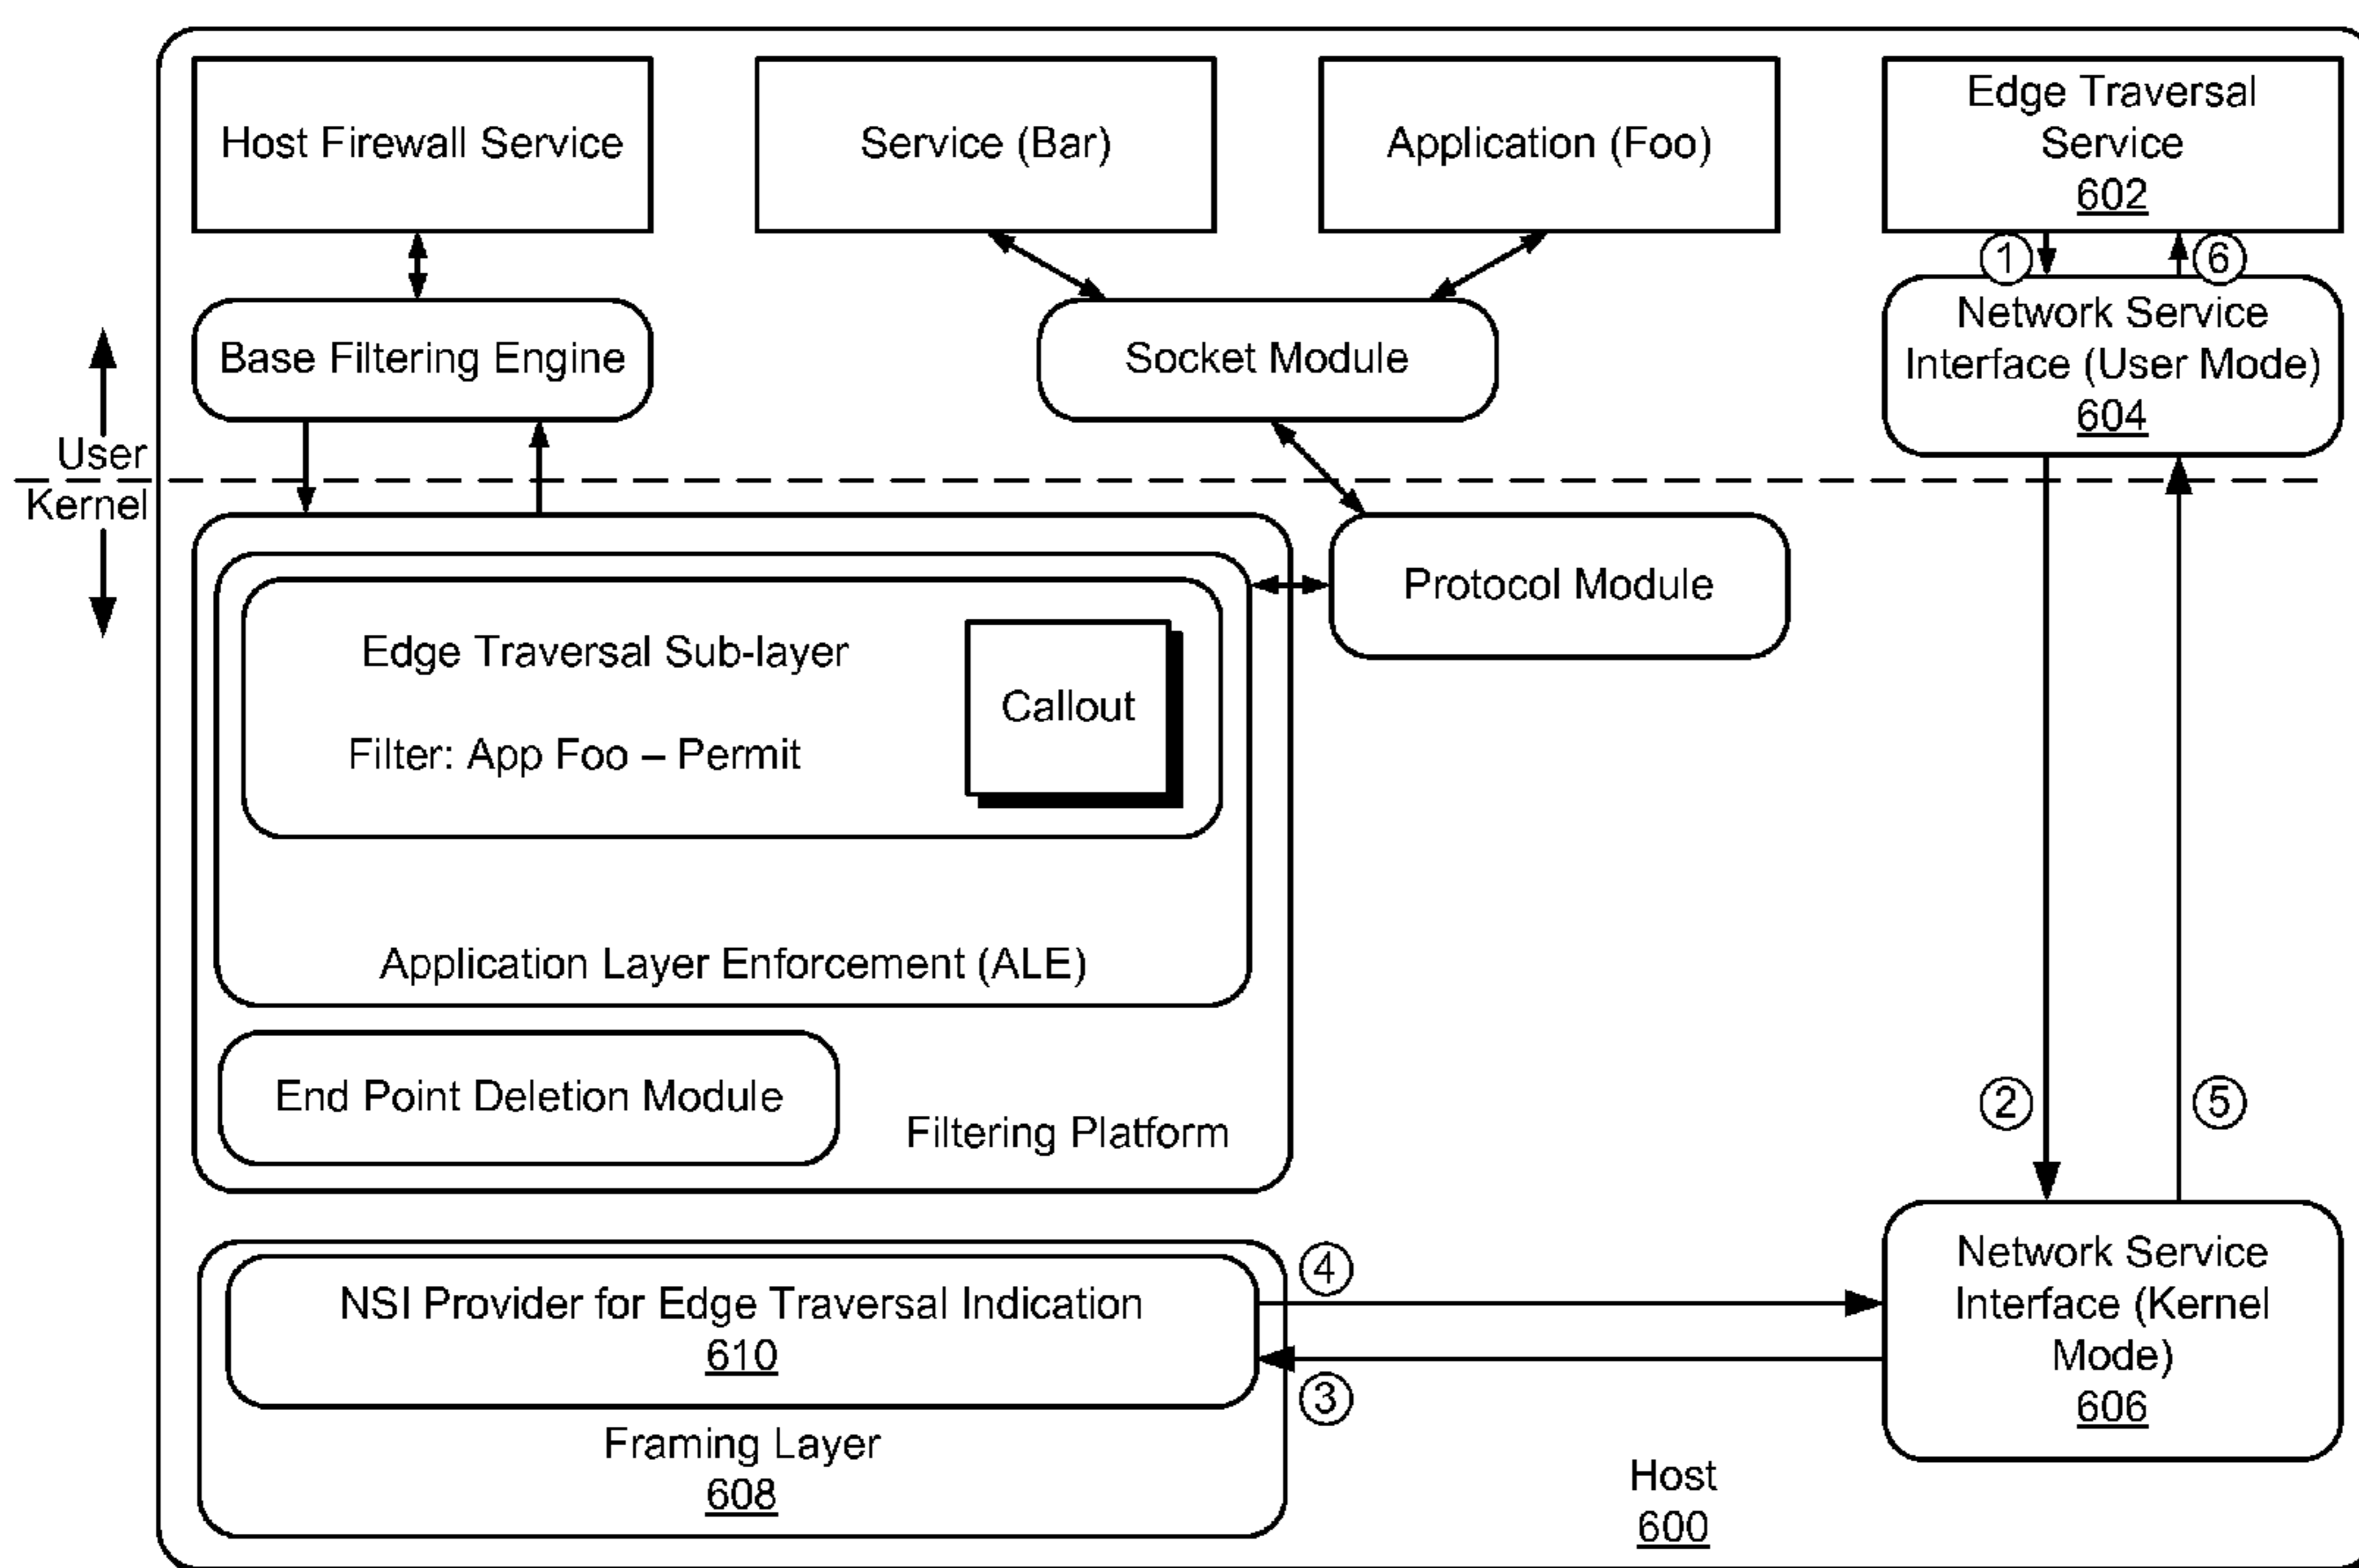 Host Firewall Service
Service (Bar)
Application (Foo)
Edge Traversal
Service
602
1
6
Base Filtering Engine
Socket Module
Network Service
Interface (User Mode)
604
User
Kernel
Edge Traversal Sub-layer
Callout
Filter: App Foo – Permit
Protocol Module
Application Layer Enforcement (ALE)
End Point Deletion Module
Filtering Platform
2
5
NSI Provider for Edge Traversal Indication
610
4
3
Framing Layer
608
Network Service
Interface (Kernel
Mode)
606
Host
600